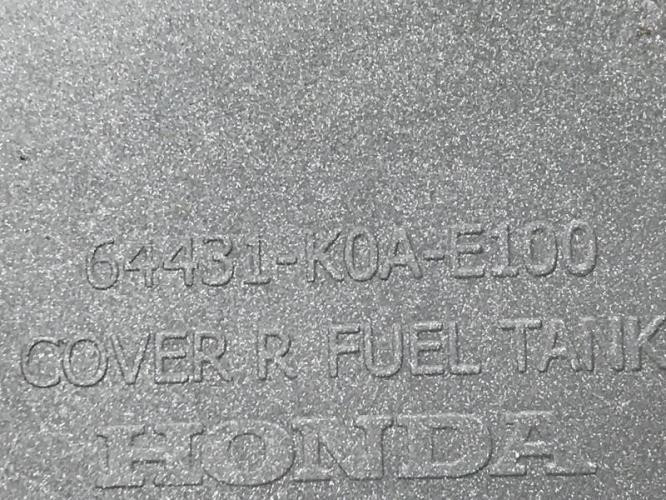 64431-K0A-E100
COVER R FUEL TANK
HONDA